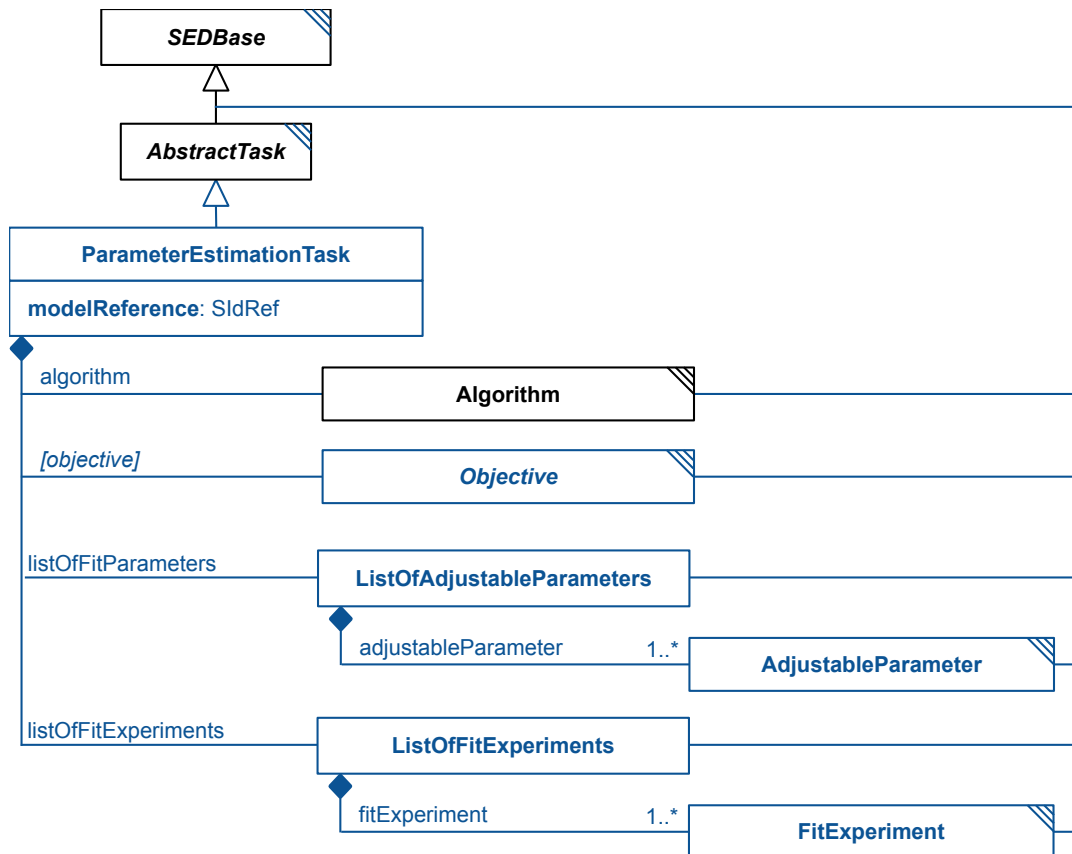 SEDBase
AbstractTask
ParameterEstimationTask
modelReference: SIdRef
algorithm
Algorithm
[objective]
Objective
listOfFitParameters
ListOfAdjustableParameters
adjustableParameter 1..*
AdjustableParameter
listOfFitExperiments
ListOfFitExperiments
fitExperiment 1..*
FitExperiment